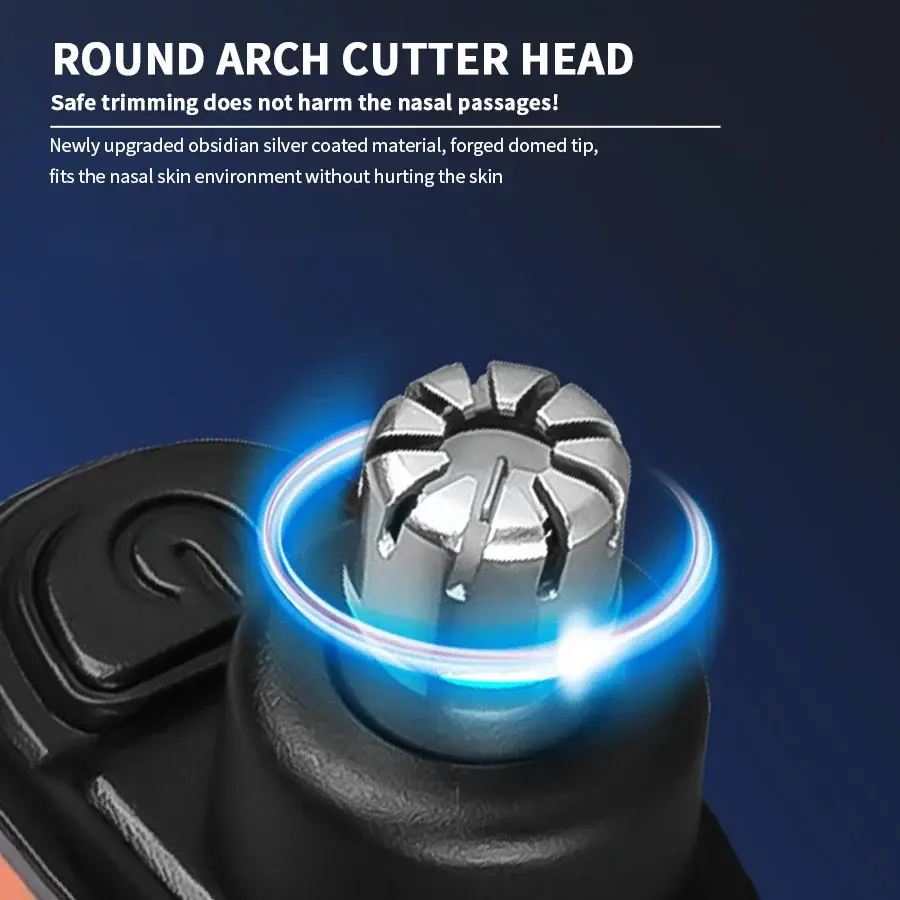 ROUND ARCH CUTTER HEAD
Safe trimming does not harm the nasal passages!
Newly upgraded obsidian silver coated material, forged domed tip,
fits the nasal skin environment without hurting the skin